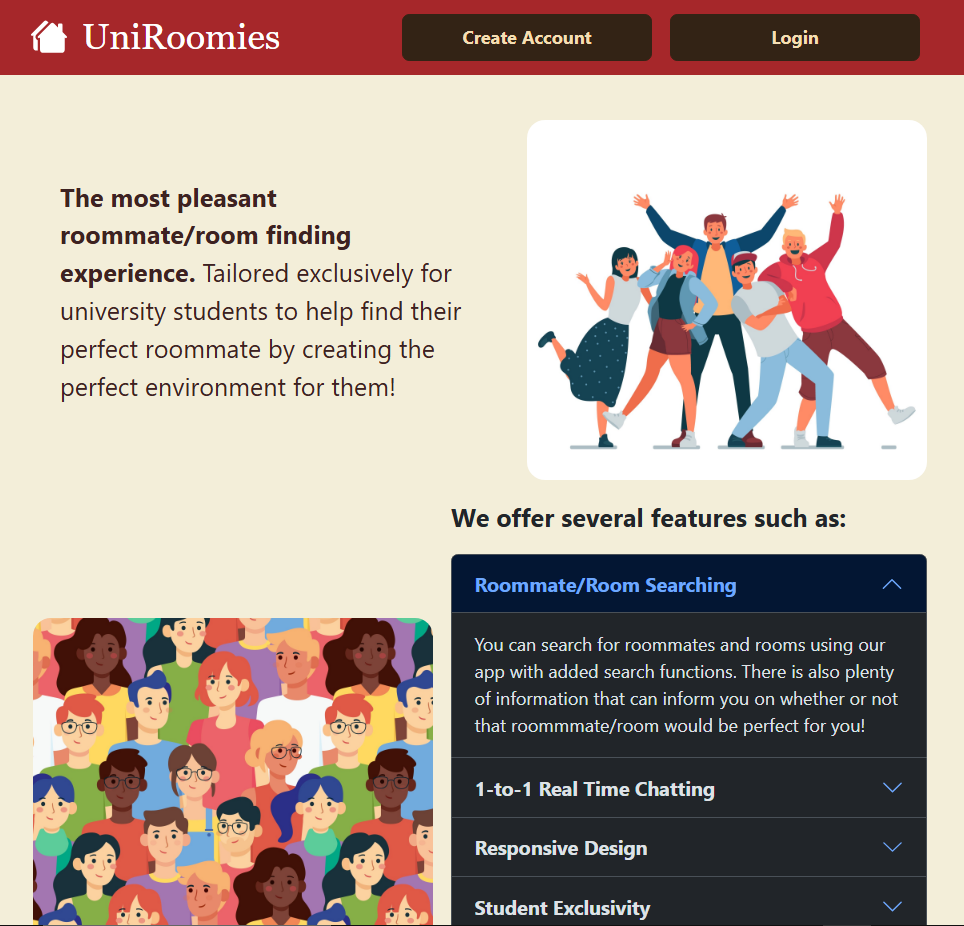 UniRoomies
Create Account
Login
The most pleasant
roommate/room finding
experience. Tailored exclusively for
university students to help find their
perfect roommate by creating the
perfect environment for them!
We offer several features such as:
Roommate/Room Searching
You can search for roommates and rooms using our
app with added search functions. There is also plenty
of information that can inform you on whether or not
that roommmate/room would be perfect for you!
1-to-1 Real Time Chatting
Responsive Design
Student Exclusivity